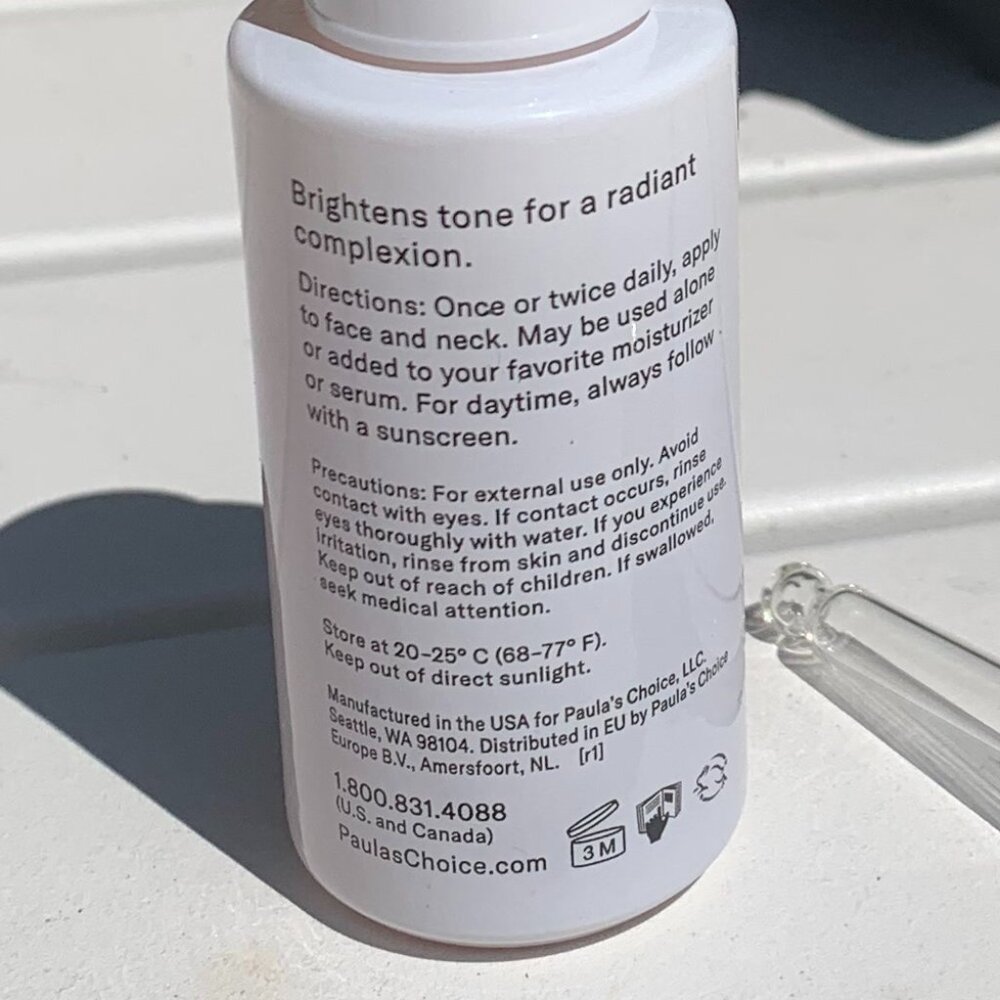 Brightens tone for a radiant
complexion.
Directions: Once or twice daily, apply
to face and neck. May be used alone
or added to your favorite moisturizer
or serum. For daytime, always follow
with a sunscreen.
Precautions: For external use only. Avoid
contact with eyes. If contact occurs, rinse
eyes thoroughly with water. If you experience
irritation, rinse from skin and discontinue use.
Keep out of reach of children. If swallowed,
seek medical attention.
Store at 20–25° C (68–77° F).
Keep out of direct sunlight.
Manufactured in the USA for Paula's Choice, LLC.
Seattle, WA 98104. Distributed in EU by Paula's Choice
Europe B.V., Amersfoort, NL. [r1]
1.800.831.4088
(U.S. and Canada)
PaulasChoice.com
3 M